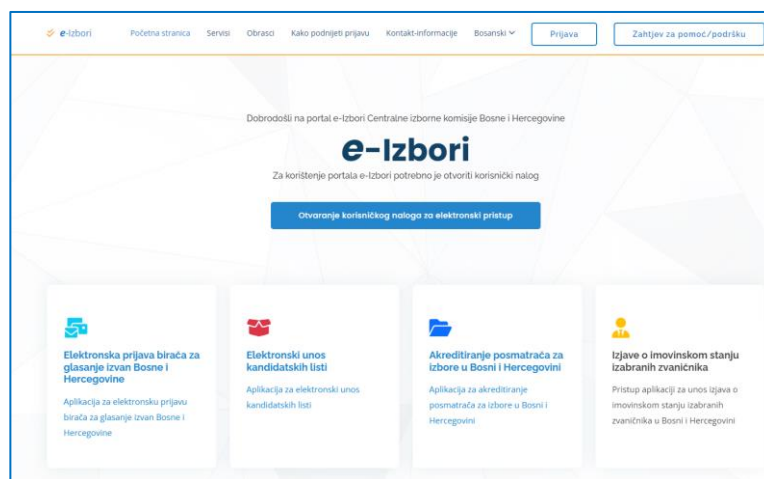 e-Izbori
Početna stranica Servisi Obrasci Kako podnijeti prijavu Kontakt-informacije Bosanski Prijava Zahtjev za pomoć/podršku
Dobrodošli na portal e-Izbori Centralne izborne komisije Bosne i Hercegovine
e-Izbori
Za korištenje portala e-Izbori potrebno je otvoriti korisnički nalog
Otvaranje korisničkog naloga za elektronski pristup
Elektronska prijava birača za
glasanje izvan Bosne i
Hercegovine
Aplikacija za elektronsku prijavu
birača za glasanje izvan Bosne i
Hercegovine
Elektronski unos
kandidatskih listi
Aplikacija za elektronski unos
kandidatskih listi
Akreditiranje posmatrača za
izbore u Bosni i Hercegovini
Aplikacija za akreditiranje
posmatrača za izbore u Bosni i
Hercegovini
Izjave o imovinskom stanju
izabranih zvaničnika
Pristup aplikaciji za unos izjava o
imovinskom stanju izabranih
zvaničnika u Bosni i Hercegovini